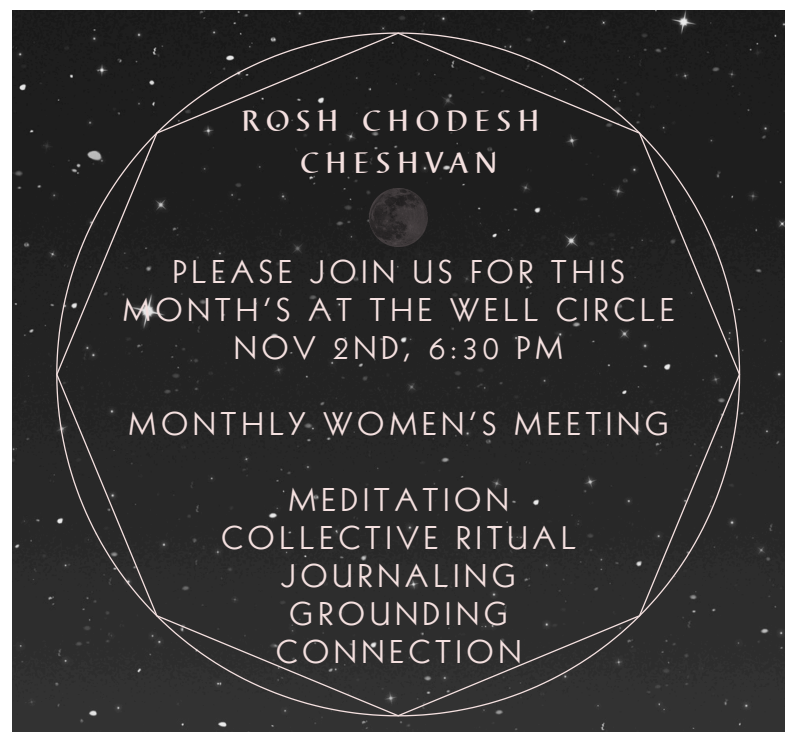 ROSH CHODESH
CHESHVAN
PLEASE JOIN US FOR THIS
MONTH'S AT THE WELL CIRCLE
NOV 2ND, 6:30 PM
MONTHLY WOMEN'S MEETING
MEDITATION
COLLECTIVE RITUAL
JOURNALING
GROUNDING
CONNECTION